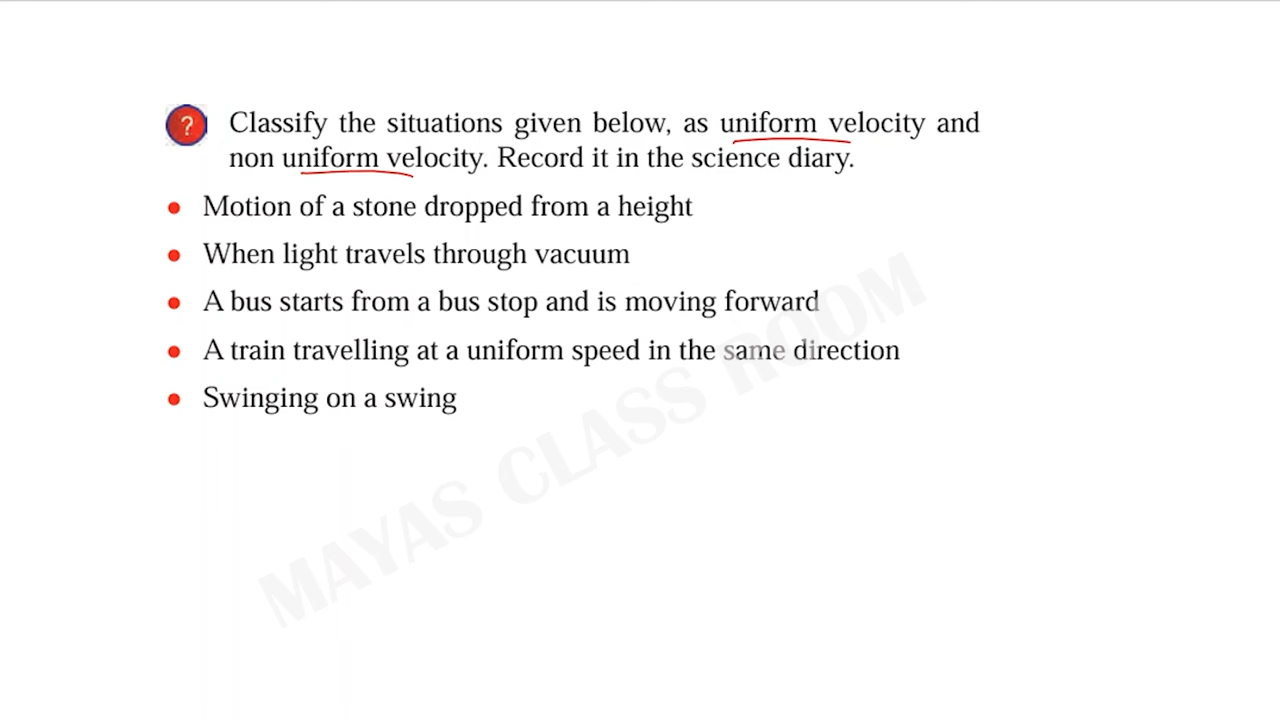 ?
Classify the situations given below, as uniform velocity and
non uniform velocity. Record it in the science diary.
• Motion of a stone dropped from a height
• When light travels through vacuum
• A bus starts from a bus stop and is moving forward
• A train travelling at a uniform speed in the same direction
• Swinging on a swing
MAYAS CLASS ROOM